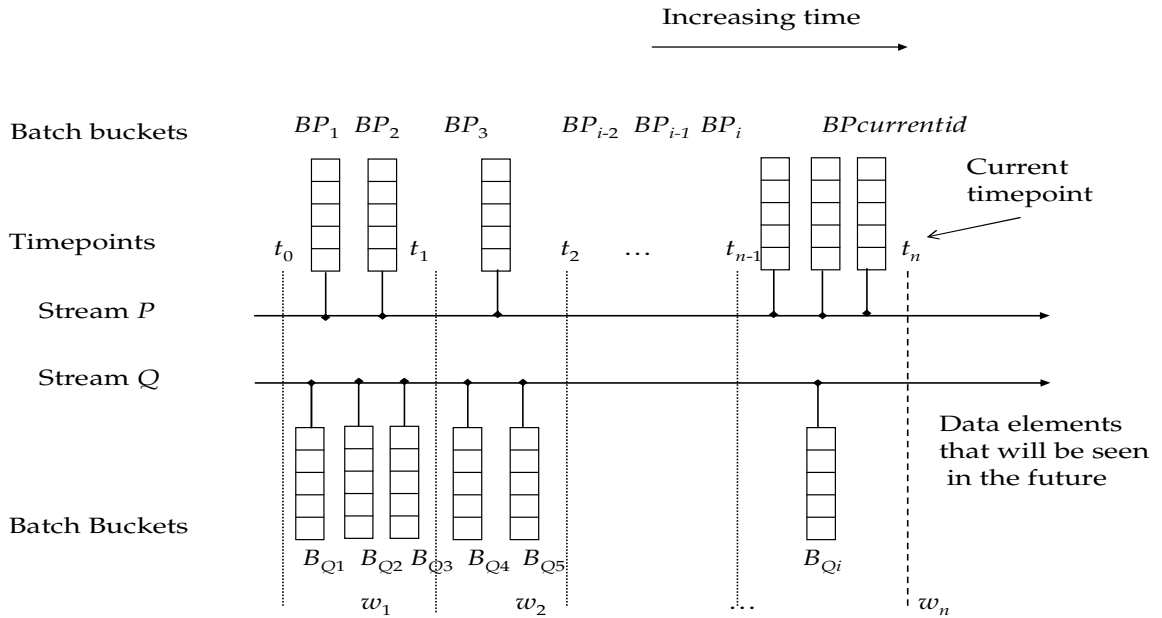 Increasing time
Batch buckets BP1 BP2 BP3 BPi-2 BPi-1 BPi BPcurrentid
Current
timepoint
Timepoints t0 t1 t2 … tn-1 tn
Stream P
Stream Q
Data elements
that will be seen
in the future
Batch Buckets
BQ1 BQ2 BQ3 BQ4 BQ5 BQi
w1 w2 … wn